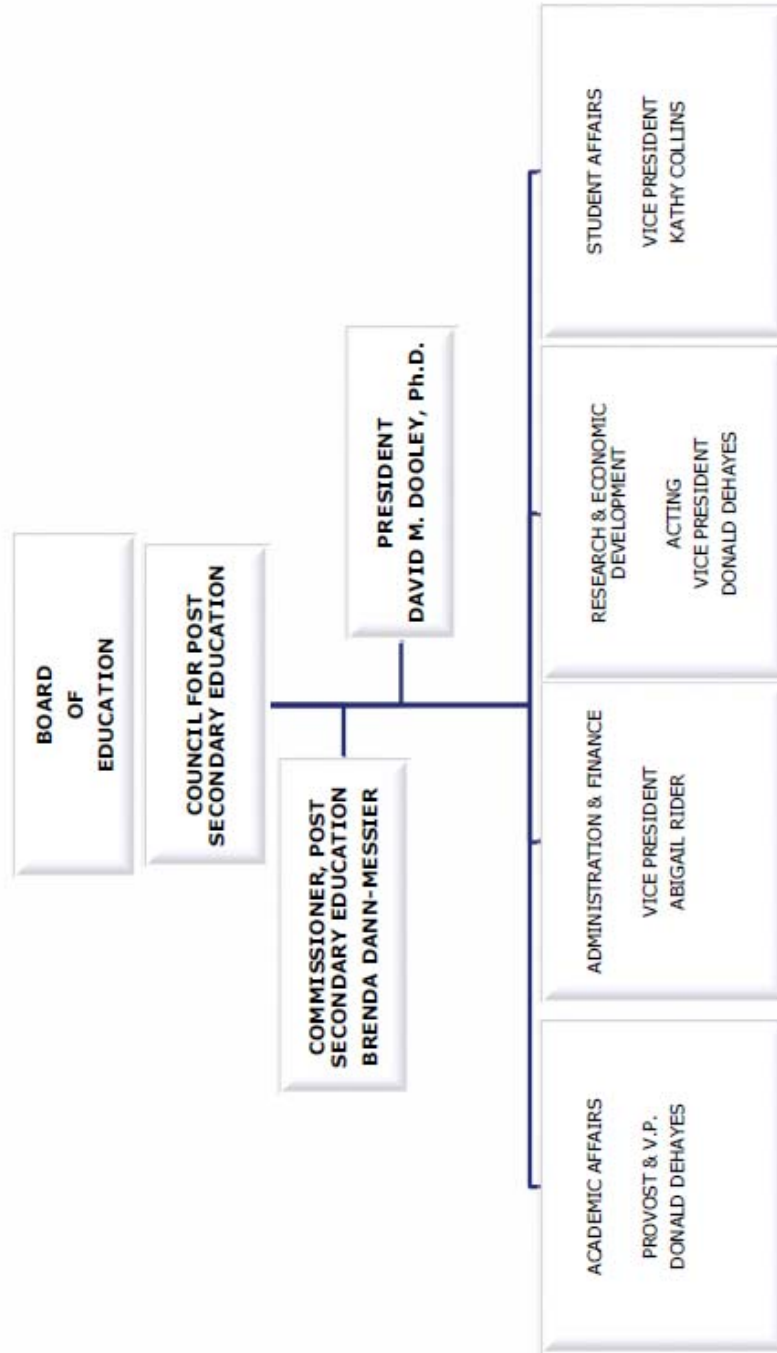 BOARD
OF
EDUCATION
COUNCIL FOR POST
SECONDARY EDUCATION
COMMISSIONER, POST
SECONDARY EDUCATION
BRENDA DANN-MESSIER
PRESIDENT
DAVID M. DOOLEY, Ph.D.
ACADEMIC AFFAIRS
PROVOST & V.P.
DONALD DEHAYES
ADMINISTRATION & FINANCE
VICE PRESIDENT
ABIGAIL RIDER
RESEARCH & ECONOMIC
DEVELOPMENT
ACTING
VICE PRESIDENT
DONALD DEHAYES
STUDENT AFFAIRS
VICE PRESIDENT
KATHY COLLINS